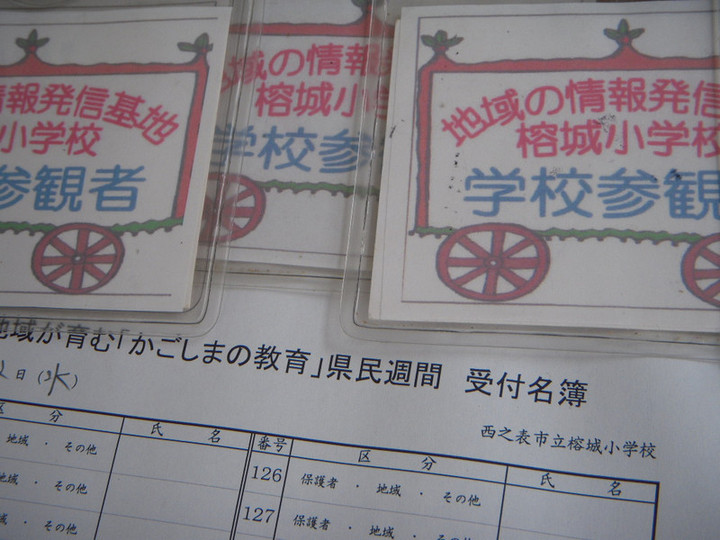 情報発信基地
小学校
参観者
地域の情報
榕城小学
学校参
地域の情報発信
榕城小学校
学校参観
地域が育む「かごしまの教育」県民週間 受付名簿
日(水)
西之表市立榕城小学校
区 分 氏 名 番号 区 分 氏 名
地域 ・ その他 126 保護者 ・ 地域 ・ その他
地域 ・ その他 127 保護者 ・ 地域 ・ その他
その他